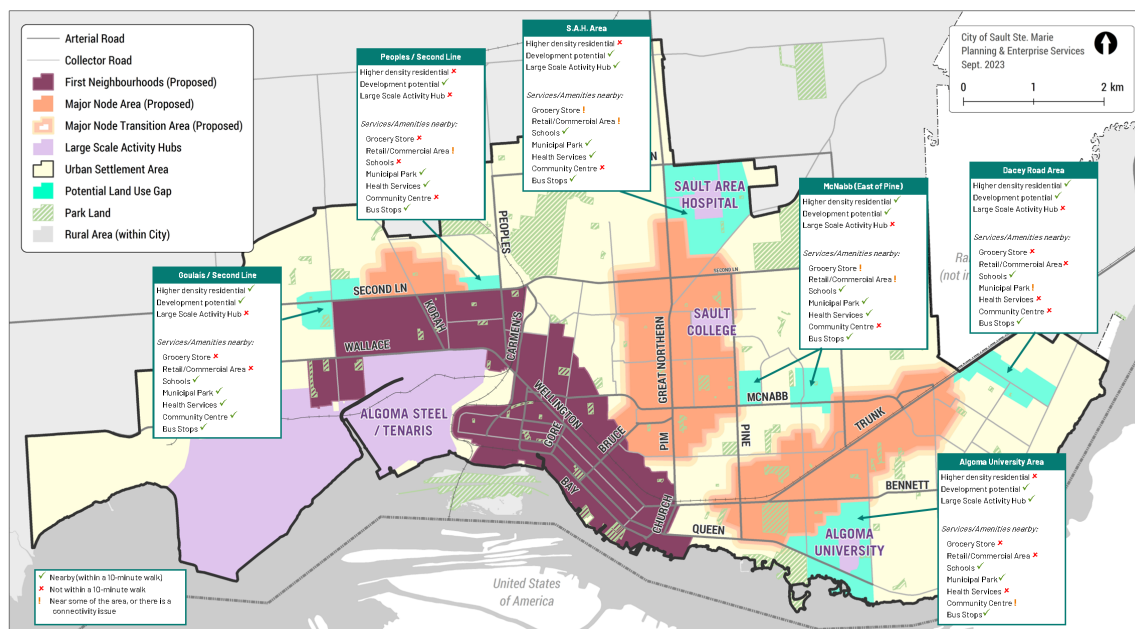 Arterial Road
Collector Road
First Neighbourhoods (Proposed)
Major Node Area (Proposed)
Major Node Transition Area (Proposed)
Large Scale Activity Hubs
Urban Settlement Area
Potential Land Use Gap
Park Land
Rural Area (within City)
City of Sault Ste. Marie
Planning & Enterprise Services
Sept. 2023
0 1 2 km
Peoples / Second Line
Higher density residential ✗
Development potential ✓
Large Scale Activity Hub ✗
Services/Amenities nearby:
Grocery Store ✗
Retail/Commercial Area !
Schools ✗
Municipal Park ✓
Health Services ✓
Community Centre ✗
Bus Stops ✓
S.A.H. Area
Higher density residential ✗
Development potential ✓
Large Scale Activity Hub ✓
Services/Amenities nearby:
Grocery Store !
Retail/Commercial Area !
Schools ✓
Municipal Park ✓
Health Services ✓
Community Centre ✗
Bus Stops ✓
McNabb (East of Pine)
Higher density residential ✓
Development potential ✓
Large Scale Activity Hub ✗
Services/Amenities nearby:
Grocery Store !
Retail/Commercial Area !
Schools ✓
Municipal Park ✓
Health Services ✓
Community Centre ✗
Bus Stops ✓
Dacey Road Area
Higher density residential ✓
Development potential ✓
Large Scale Activity Hub ✗
Services/Amenities nearby:
Grocery Store ✗
Retail/Commercial Area ✗
Schools ✓
Municipal Park !
Health Services ✗
Community Centre ✗
Bus Stops ✓
Goulais / Second Line
Higher density residential ✓
Development potential ✓
Large Scale Activity Hub ✗
Services/Amenities nearby:
Grocery Store ✗
Retail/Commercial Area ✗
Schools ✓
Municipal Park ✓
Health Services ✓
Community Centre ✓
Bus Stops ✓
Algoma University Area
Higher density residential ✗
Development potential ✓
Large Scale Activity Hub ✓
Services/Amenities nearby:
Grocery Store ✗
Retail/Commercial Area ✗
Schools ✓
Municipal Park ✓
Health Services ✗
Community Centre !
Bus Stops ✓
SAULT AREA
HOSPITAL
PEOPLES
SECOND LN
SECOND LN
KORAH
CARMEN'S
WALLACE
GREAT NORTHERN
SAULT
COLLEGE
ALGOMA STEEL
/ TENARIS
WELLINGTON
GORE
BRUCE
BAY
PIM
PINE
MCNABB
TRUNK
BENNETT
CHURCH
QUEEN
ALGOMA
UNIVERSITY
(not in
United States
of America
✓ Nearby (within a 10-minute walk)
✗ Not within a 10-minute walk
! Near some of the area, or there is a
connectivity issue